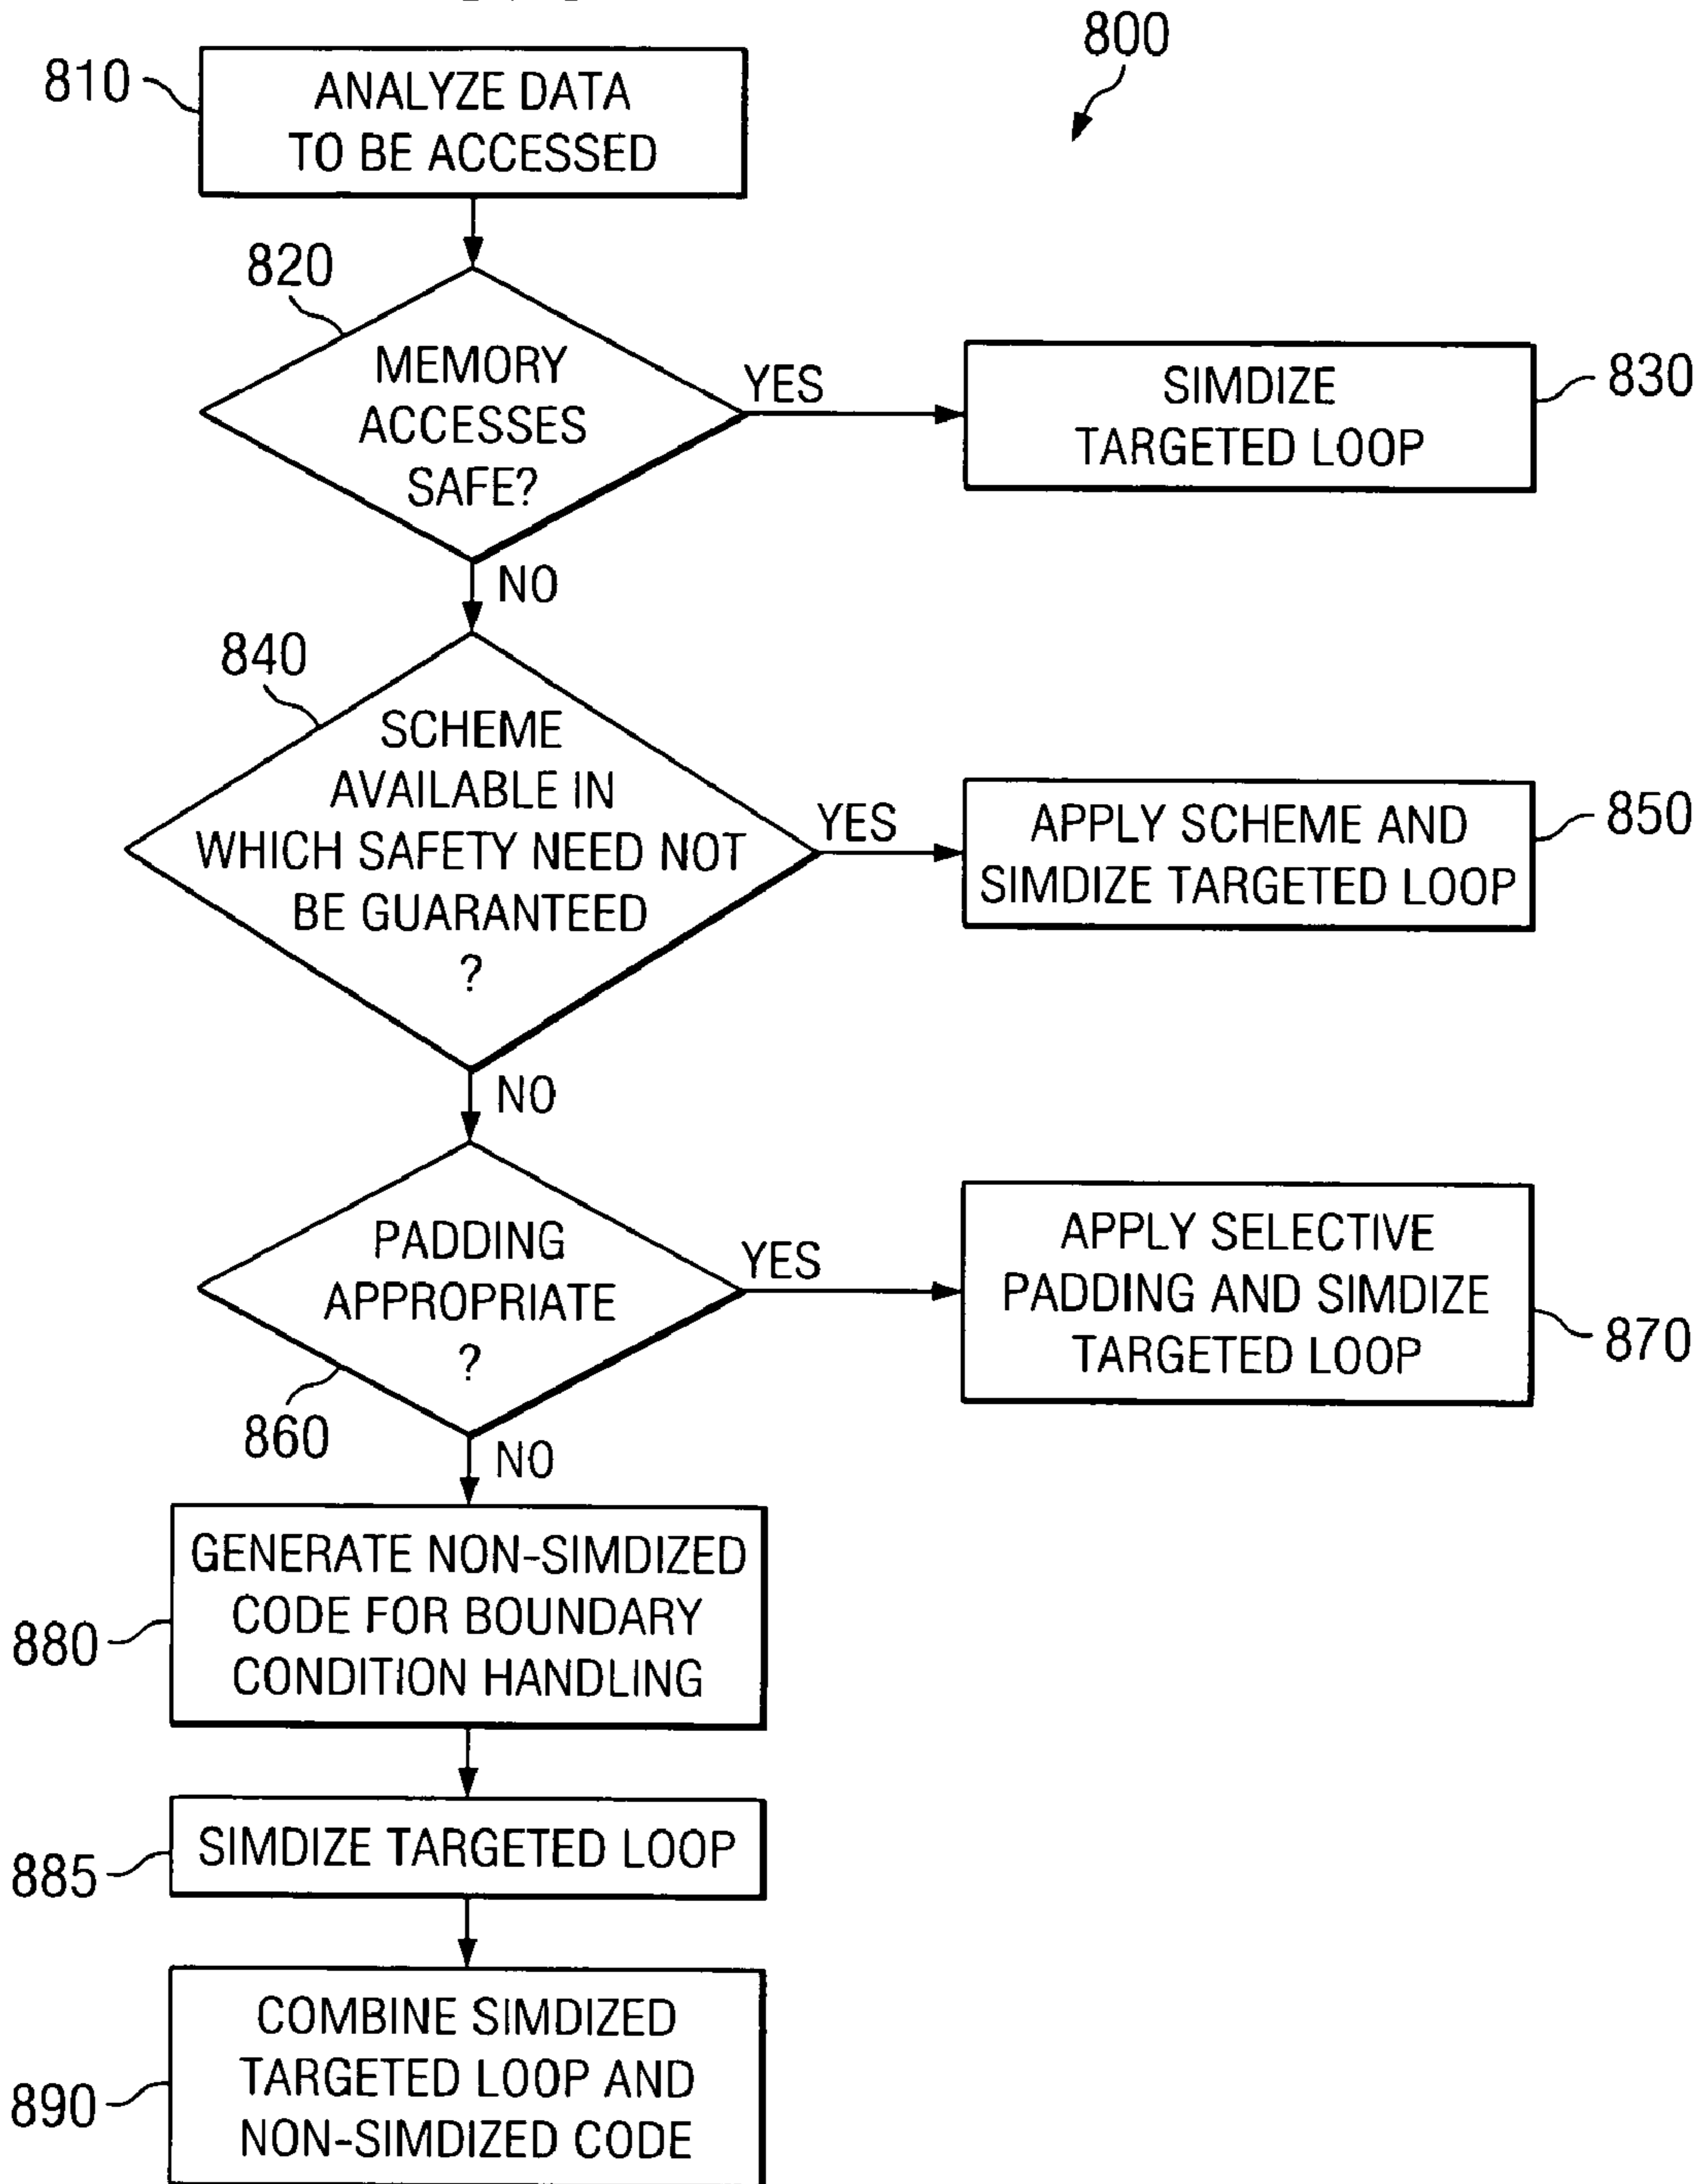 800
810
ANALYZE DATA
TO BE ACCESSED
820
MEMORY
ACCESSES
SAFE?
YES
SIMDIZE
TARGETED LOOP
830
NO
840
SCHEME
AVAILABLE IN
WHICH SAFETY NEED NOT
BE GUARANTEED
?
YES
APPLY SCHEME AND
SIMDIZE TARGETED LOOP
850
NO
PADDING
APPROPRIATE
?
860
YES
APPLY SELECTIVE
PADDING AND SIMDIZE
TARGETED LOOP
870
NO
GENERATE NON-SIMDIZED
CODE FOR BOUNDARY
CONDITION HANDLING
880
SIMDIZE TARGETED LOOP
885
COMBINE SIMDIZED
TARGETED LOOP AND
NON-SIMDIZED CODE
890